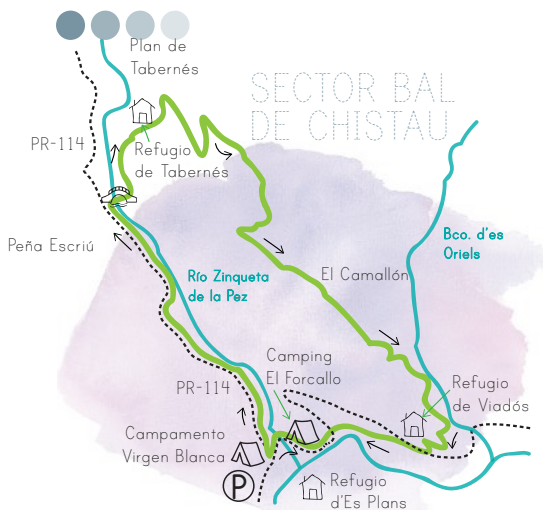 Plan de
Tabernés
SECTOR BAL
DE CHISTAU
PR-114
Refugio
de Tabernés
Peña Escriú
Bco. d'es
Oriels
Río Zinqueta
de la Pez
El Camallón
Camping
El Forcallo
PR-114
Refugio
de Viadós
Campamento
Virgen Blanca
P
Refugio
d'Es Plans